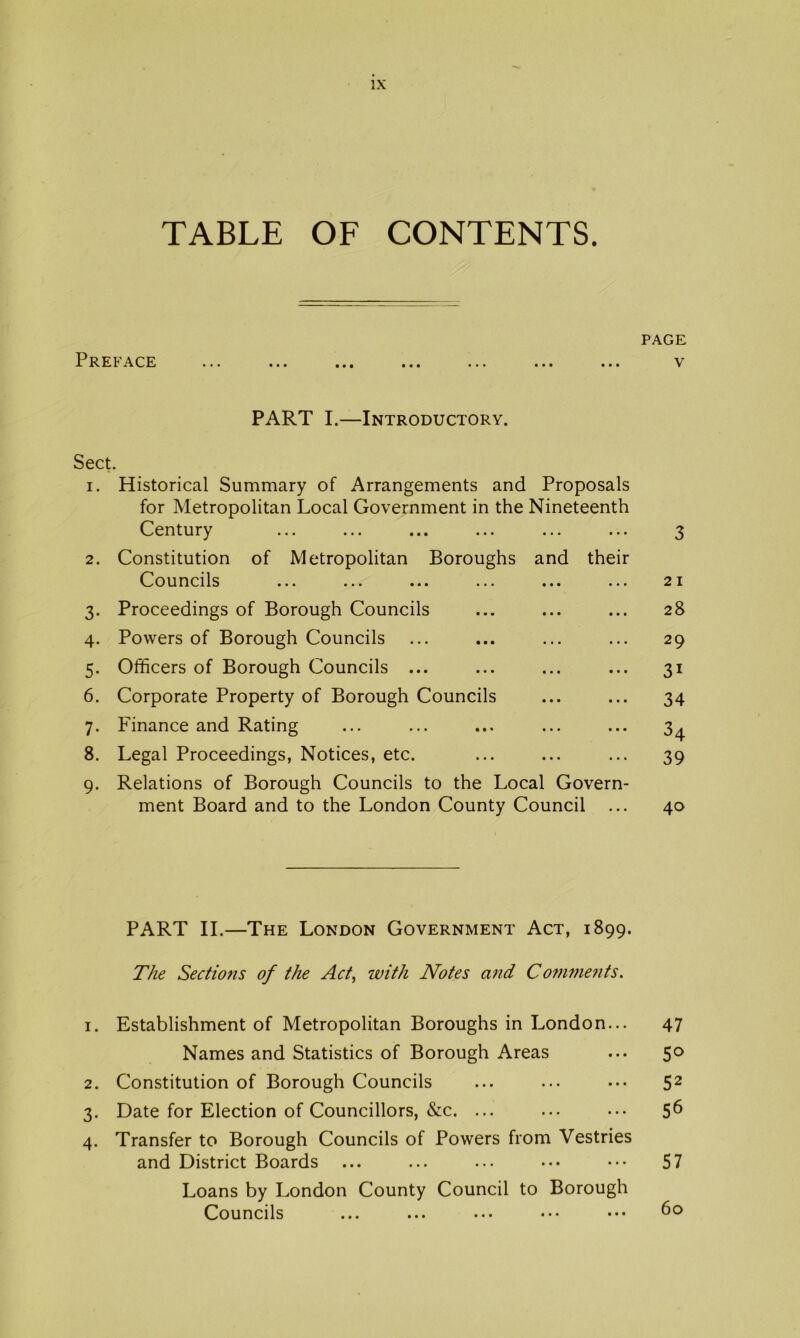 ix
TABLE OF CONTENTS.
PAGE
PREFACE ... ... ... ... ... ... ... v
PART I.—INTRODUCTORY.
Sect.
1. Historical Summary of Arrangements and Proposals
for Metropolitan Local Government in the Nineteenth
Century ... ... ... ... ... ... 3
2. Constitution of Metropolitan Boroughs and their
Councils ... ... ... ... ... ... 21
3. Proceedings of Borough Councils ... ... ... 28
4. Powers of Borough Councils ... ... ... ... 29
5. Officers of Borough Councils ... ... ... ... 31
6. Corporate Property of Borough Councils ... ... 34
7. Finance and Rating ... ... ... ... ... 34
8. Legal Proceedings, Notices, etc. ... ... ... 39
9. Relations of Borough Councils to the Local Govern-
ment Board and to the London County Council ... 40
PART II.—THE LONDON GOVERNMENT ACT, 1899.
The Sections of the Act, with Notes and Comments.
1. Establishment of Metropolitan Boroughs in London... 47
Names and Statistics of Borough Areas ... 50
2. Constitution of Borough Councils ... ... ... 52
3. Date for Election of Councillors, &c. ... ... ... 56
4. Transfer to Borough Councils of Powers from Vestries
and District Boards ... ... ... ... ... 57
Loans by London County Council to Borough
Councils ... ... ... ... ... 60